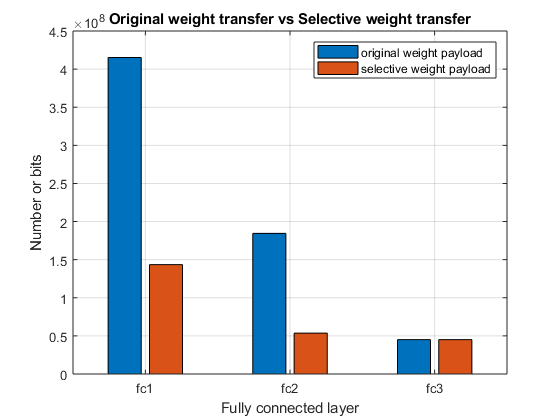 ×10^8 Original weight transfer vs Selective weight transfer
original weight payload
selective weight payload
4.5
4
3.5
3
2.5
2
1.5
1
0.5
0
Number or bits
fc1 fc2 fc3
Fully connected layer